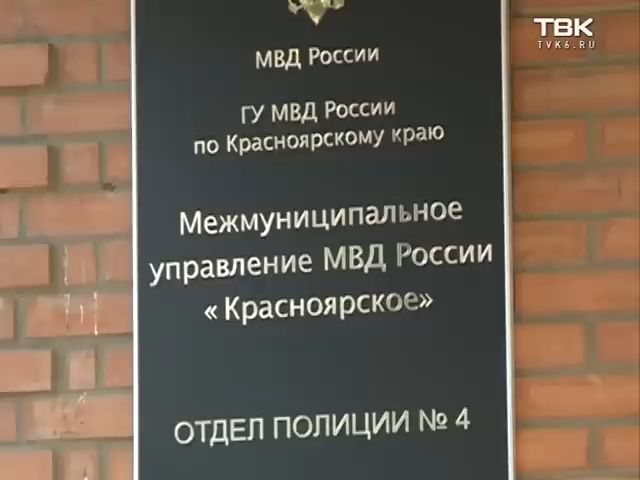 ТВК
TVK6.RU
МВД России
ГУ МВД России
по Красноярскому краю
Межмуниципальное
управление МВД России
«Красноярское»
ОТДЕЛ ПОЛИЦИИ № 4